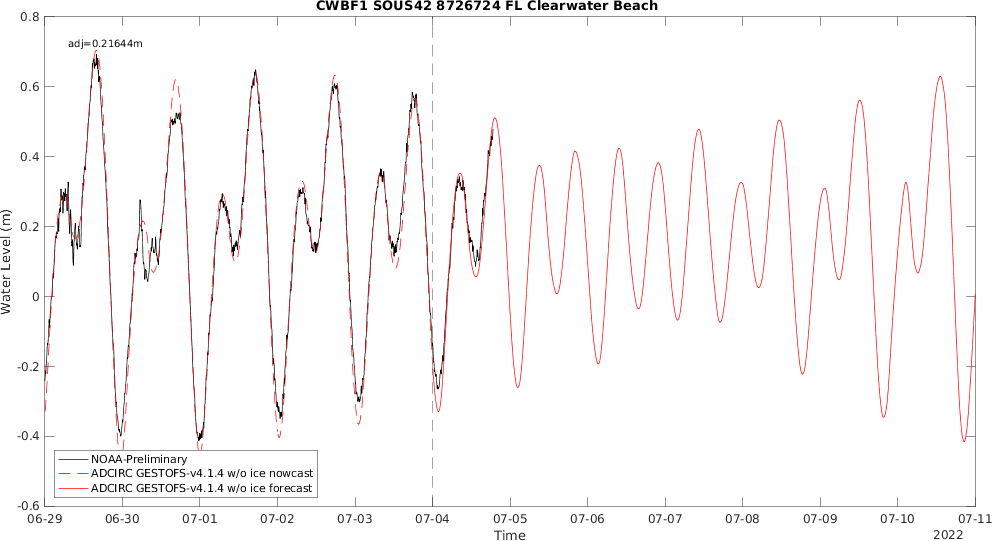 CWBF1 SOUS42 8726724 FL Clearwater Beach
adj=0.21644m
0.8
0.6
0.4
0.2
0
-0.2
-0.4
-0.6
Water Level (m)
NOAA-Preliminary
ADCIRC GESTOFS-v4.1.4 w/o ice nowcast
ADCIRC GESTOFS-v4.1.4 w/o ice forecast
06-29 06-30 07-01 07-02 07-03 07-04 07-05 07-06 07-07 07-08 07-09 07-10 07-11
Time
2022